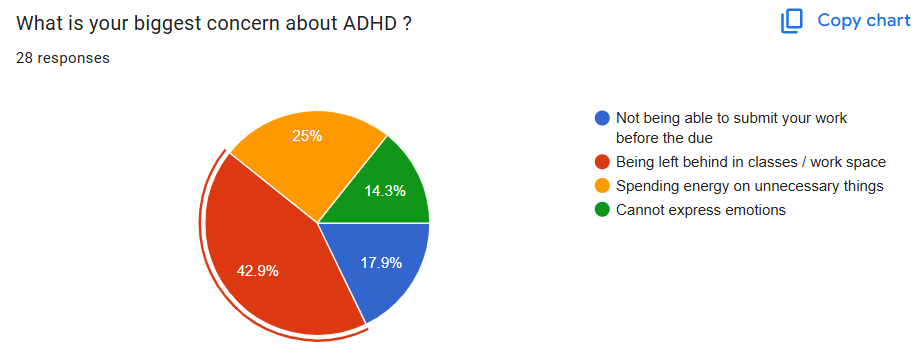 What is your biggest concern about ADHD ?
Copy chart
28 responses
25%
14.3%
17.9%
42.9%
Not being able to submit your work
before the due
Being left behind in classes / work space
Spending energy on unnecessary things
Cannot express emotions